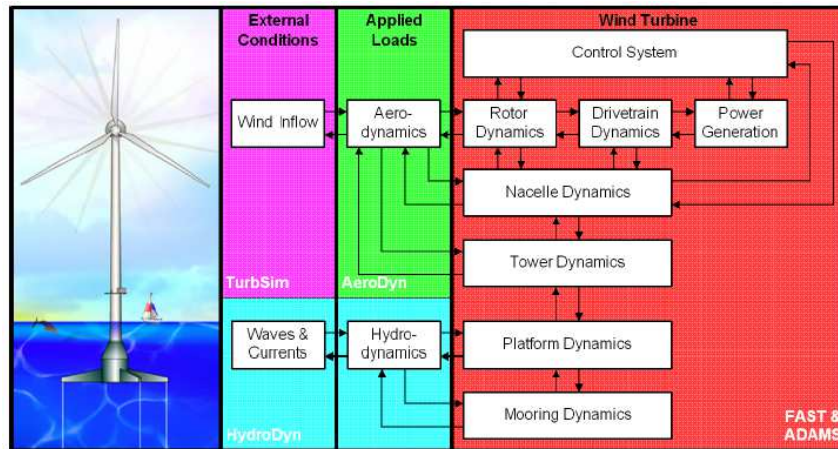 External
Conditions
Applied
Loads
Wind Turbine
Control System
Wind Inflow
Aero-
dynamics
Rotor
Dynamics
Drivetrain
Dynamics
Power
Generation
Nacelle Dynamics
TurbSim
AeroDyn
Tower Dynamics
Waves &
Currents
Hydro-
dynamics
Platform Dynamics
Mooring Dynamics
HydroDyn
FAST &
ADAMS